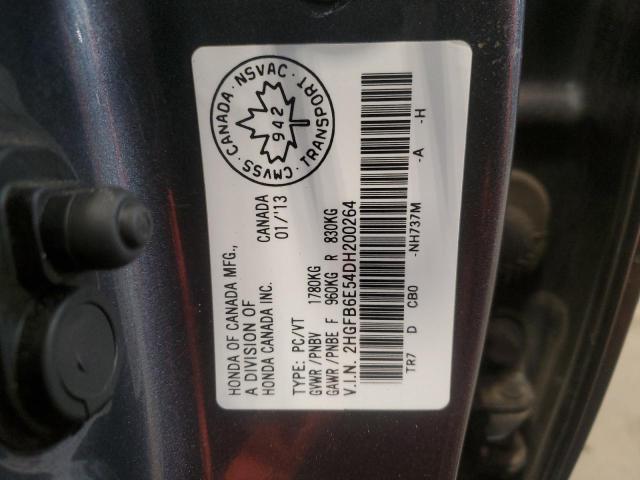 HONDA OF CANADA MFG.,
A DIVISION OF
HONDA CANADA INC.
CANADA
01/'13
CMVSS · CANADA · NSVAC · TRANSPORT
942
TYPE: PC/VT
GVWR /PNBV 1780KG
GAWR /PNBE F 960KG R 830KG
V.I.N. 2HGFB6E54DH200264
TR7 D CB0 -NH737M -A -H